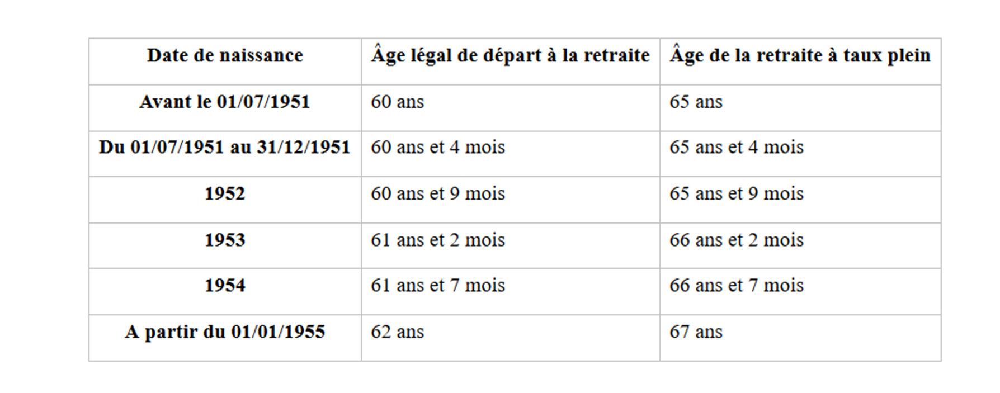 Date de naissance Âge légal de départ à la retraite Âge de la retraite à taux plein
Avant le 01/07/1951 60 ans 65 ans
Du 01/07/1951 au 31/12/1951 60 ans et 4 mois 65 ans et 4 mois
1952 60 ans et 9 mois 65 ans et 9 mois
1953 61 ans et 2 mois 66 ans et 2 mois
1954 61 ans et 7 mois 66 ans et 7 mois
A partir du 01/01/1955 62 ans 67 ans